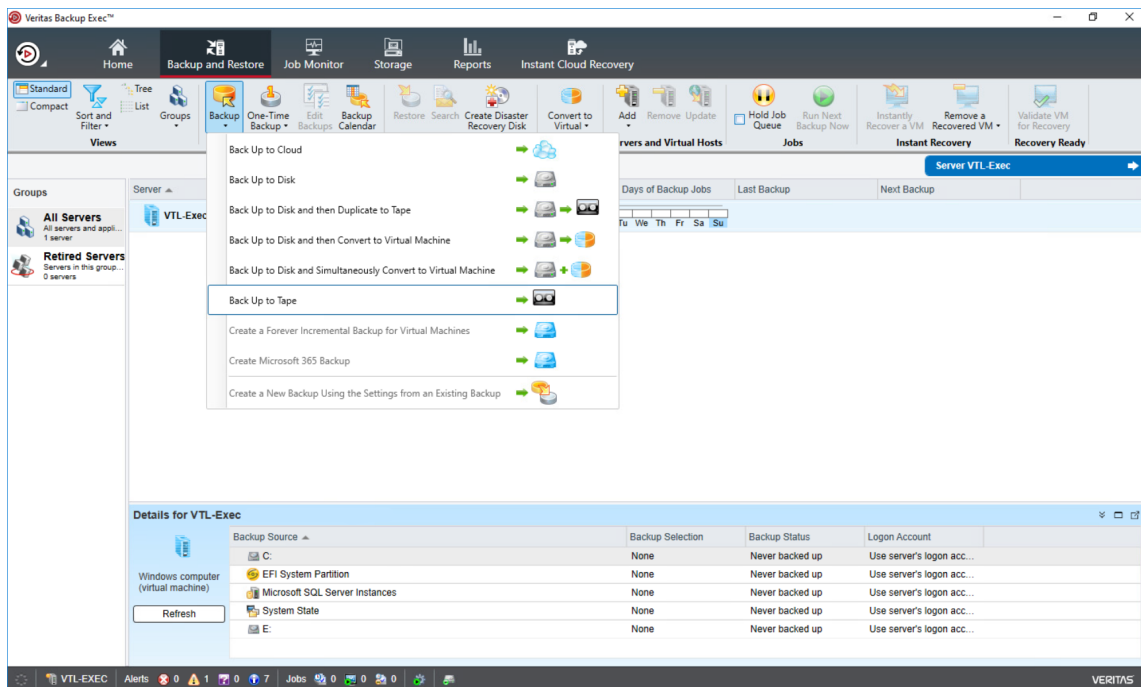 Veritas Backup Exec™
Home
Backup and Restore
Job Monitor
Storage
Reports
Instant Cloud Recovery
Standard
Compact
Sort and
Filter
Tree
List
Groups
Views
Backup
One-Time
Backup
Edit
Backups
Backup
Calendar
Restore
Search
Create Disaster
Recovery Disk
Convert to
Virtual
Add
Remove
Update
rvers and Virtual Hosts
Hold Job
Queue
Run Next
Backup Now
Jobs
Instantly
Recover a VM
Remove a
Recovered VM
Instant Recovery
Validate VM
for Recovery
Recovery Ready
Back Up to Cloud
Back Up to Disk
Back Up to Disk and then Duplicate to Tape
Back Up to Disk and then Convert to Virtual Machine
Back Up to Disk and Simultaneously Convert to Virtual Machine
Back Up to Tape
Create a Forever Incremental Backup for Virtual Machines
Create Microsoft 365 Backup
Create a New Backup Using the Settings from an Existing Backup
Server VTL-Exec
Groups
All Servers
All servers and appli...
1 server
Retired Servers
Servers in this group...
0 servers
Server
Days of Backup Jobs
Last Backup
Next Backup
VTL-Exec
Tu We Th Fr Sa Su
Details for VTL-Exec
Windows computer
(virtual machine)
Refresh
Backup Source
Backup Selection
Backup Status
Logon Account
C: None Never backed up Use server's logon acc...
EFI System Partition None Never backed up Use server's logon acc...
Microsoft SQL Server Instances None Never backed up Use server's logon acc...
System State None Never backed up Use server's logon acc...
E: None Never backed up Use server's logon acc...
VTL-EXEC Alerts 0 1 0 7 Jobs 0 0 0
VERITAS